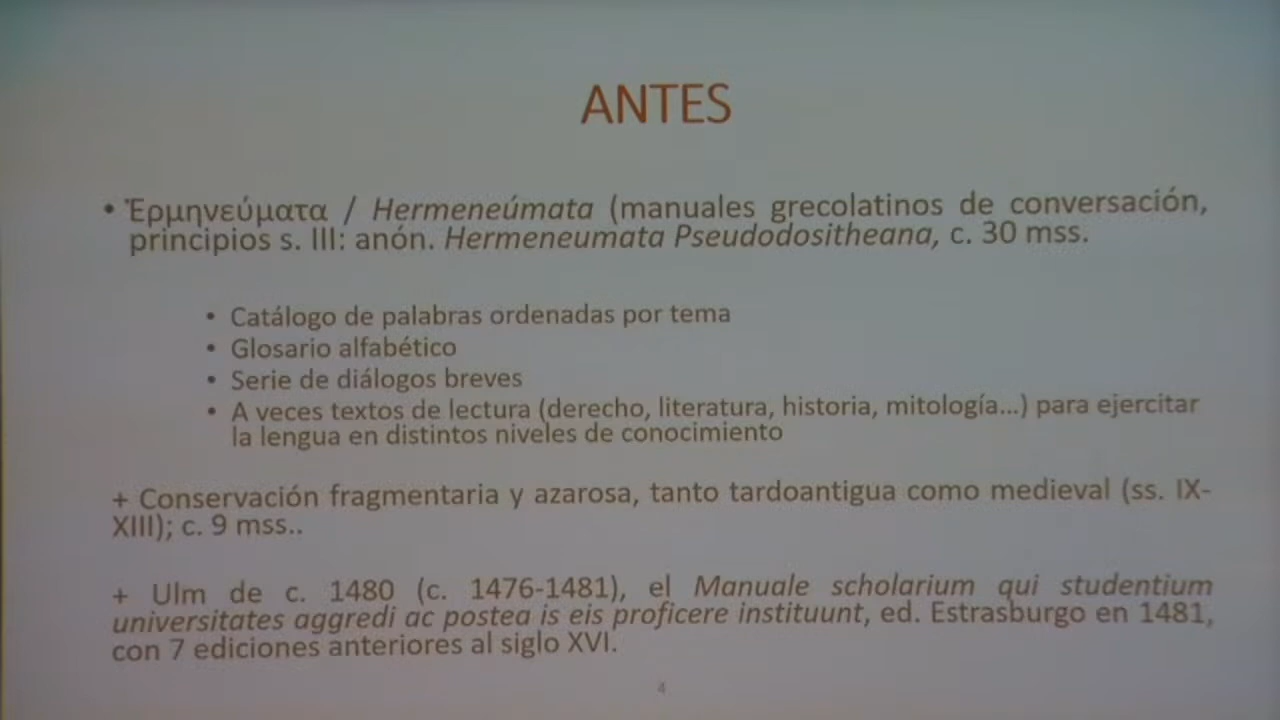 ANTES
• Ἑρμηνεύματα / Hermeneúmata (manuales grecolatinos de conversación,
principios s. III: anón. Hermeneumata Pseudodositheana, c. 30 mss.
• Catálogo de palabras ordenadas por tema
• Glosario alfabético
• Serie de diálogos breves
• A veces textos de lectura (derecho, literatura, historia, mitología...) para ejercitar
la lengua en distintos niveles de conocimiento
+ Conservación fragmentaria y azarosa, tanto tardoantigua como medieval (ss. IX-
XIII); c. 9 mss..
+ Ulm de c. 1480 (c. 1476-1481), el Manuale scholarium qui studentium
universitates aggredi ac postea is eis proficere instituunt, ed. Estrasburgo en 1481,
con 7 ediciones anteriores al siglo XVI.
4